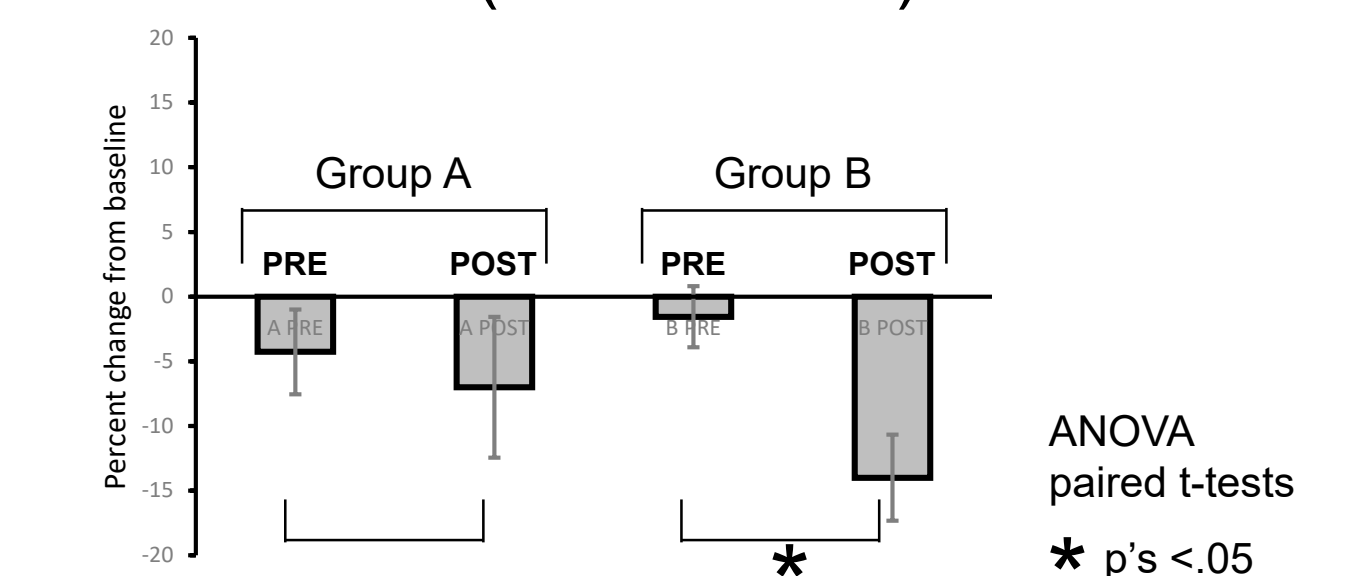 20
15
10
5
0
-5
-10
-15
-20
Percent change from baseline
Group A
Group B
PRE
POST
PRE
POST
A PRE
A POST
B PRE
B POST
*
ANOVA
paired t-tests
* p's <.05